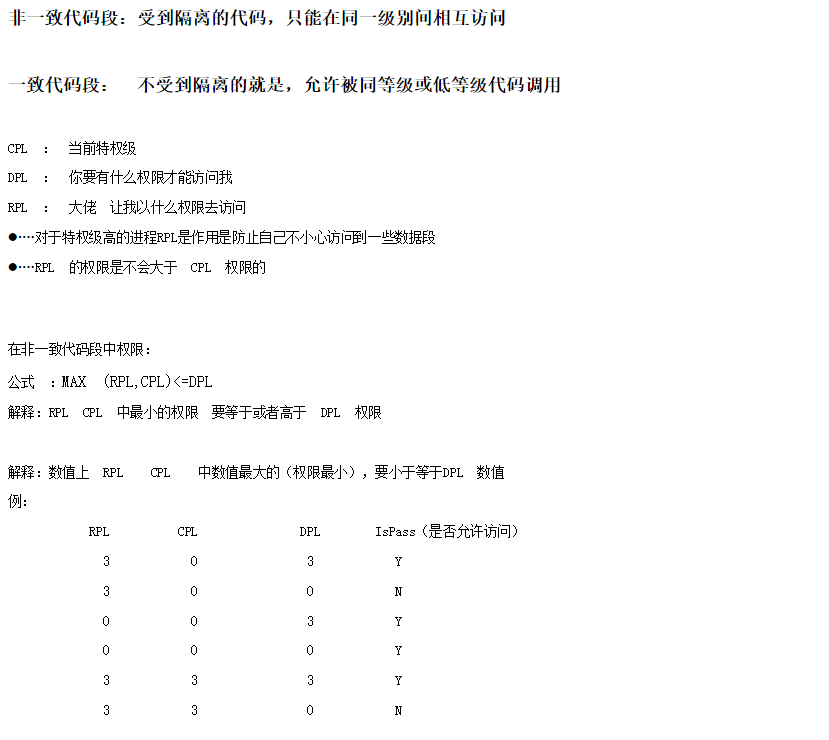 非一致代码段：受到隔离的代码，只能在同一级别间相互访问
一致代码段： 不受到隔离的就是，允许被同等级或低等级代码调用
CPL ： 当前特权级
DPL ： 你要有什么权限才能访问我
RPL ： 大佬 让我以什么权限去访问
●····对于特权级高的进程RPL是作用是防止自己不小心访问到一些数据段
●····RPL 的权限是不会大于 CPL 权限的
在非一致代码段中权限：
公式 ：MAX (RPL,CPL)<=DPL
解释：RPL CPL 中最小的权限 要等于或者高于 DPL 权限
解释：数值上 RPL CPL 中数值最大的（权限最小），要小于等于DPL 数值
例：
RPL CPL DPL IsPass（是否允许访问）
3 0 3 Y
3 0 0 N
0 0 3 Y
0 0 0 Y
3 3 3 Y
3 3 0 N